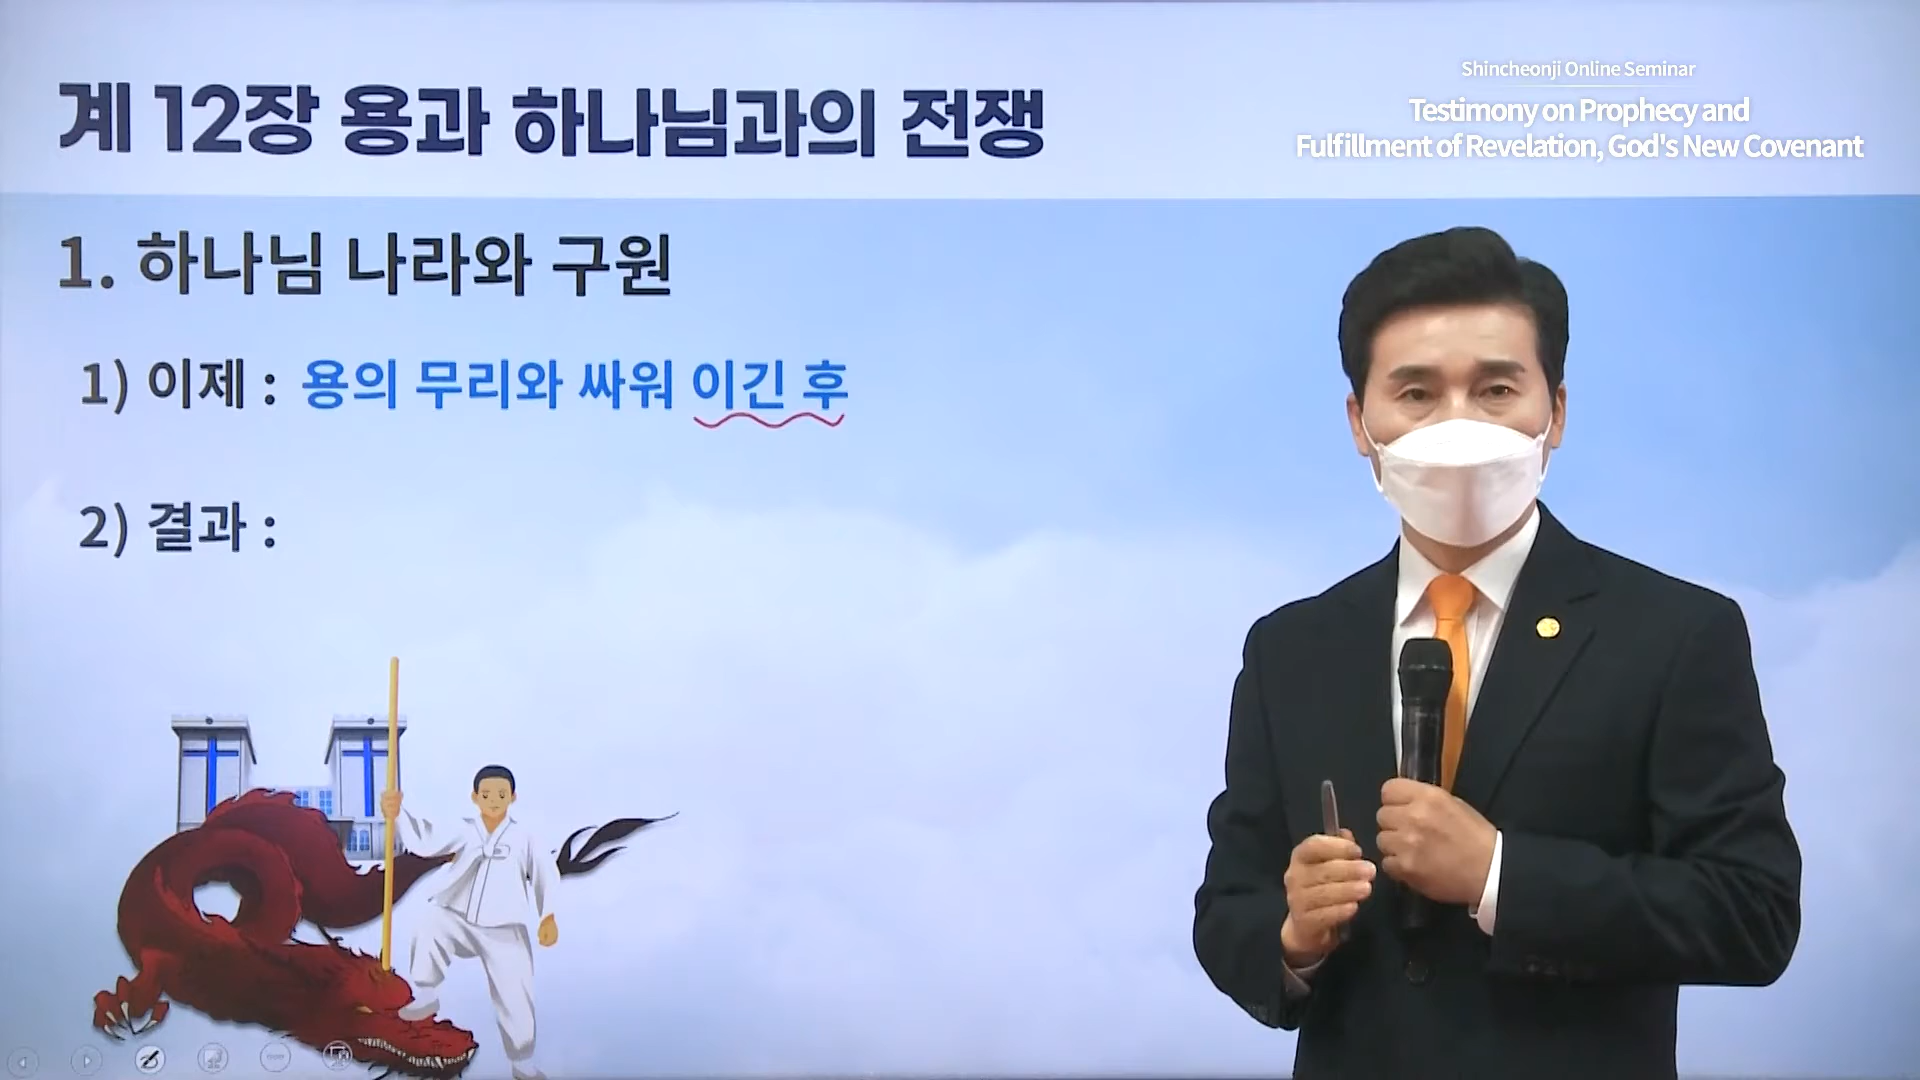 계 12장 용과 하나님과의 전쟁
Shincheonji Online Seminar
Testimony on Prophecy and
Fulfillment of Revelation, God's New Covenant
1. 하나님 나라와 구원
1) 이제 : 용의 무리와 싸워 이긴 후
2) 결과 :